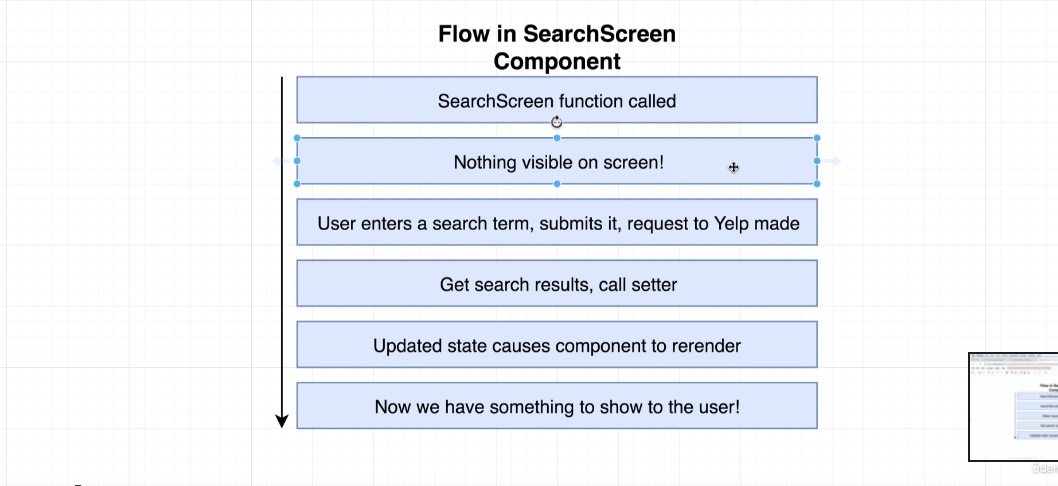 Flow in SearchScreen
Component
SearchScreen function called
Nothing visible on screen!
User enters a search term, submits it, request to Yelp made
Get search results, call setter
Updated state causes component to rerender
Now we have something to show to the user!